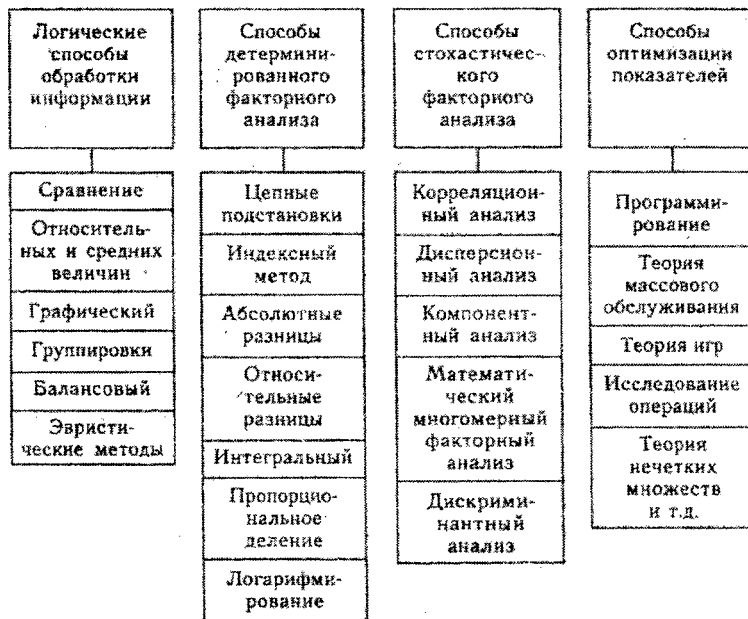 Логические
способы
обработки
информации
Сравнение
Относитель-
ных и средних
величин
Графический
Группировки
Балансовый
Эвристи-
ческие методы
Способы
детермини-
рованного
факторного
анализа
Цепные
подстановки
Индексный
метод
Абсолютные
разницы
Относи-
тельные
разницы
Интегральный
Пропорцио-
нальное
деление
Логарифми-
рование
Способы
стохастичес-
кого
факторного
анализа
Корреляцион-
ный анализ
Дисперсион-
ный анализ
Компонент-
ный анализ
Математи-
ческий
многомерный
факторный
анализ
Дискрими-
нантный
анализ
Способы
оптимизации
показателей
Программи-
рование
Теория
массового
обслуживания
Теория игр
Исследование
операций
Теория
нечетких
множеств
и т.д.